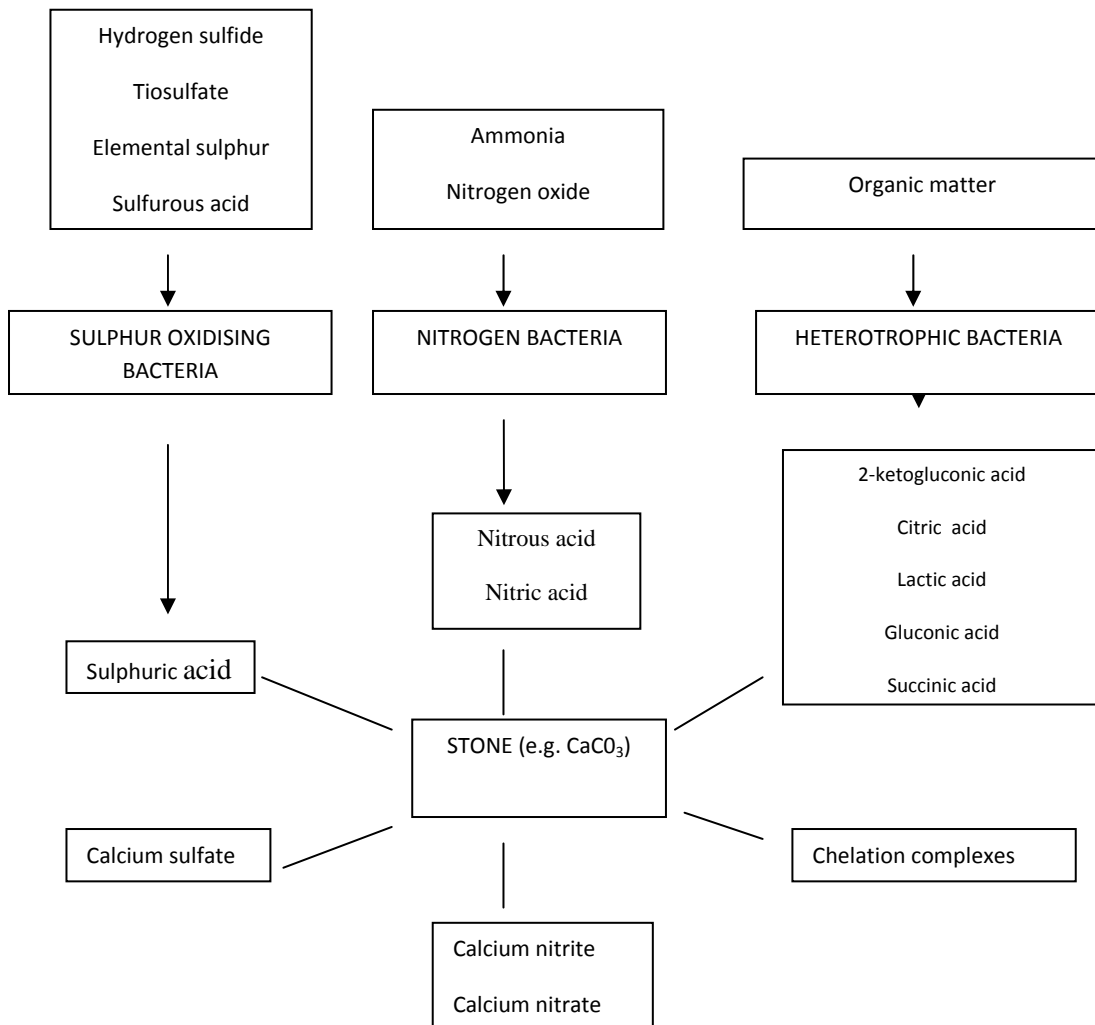 Hydrogen sulfide
Tiosulfate
Elemental sulphur
Sulfurous acid
Ammonia
Nitrogen oxide
Organic matter
SULPHUR OXIDISING
BACTERIA
NITROGEN BACTERIA
HETEROTROPHIC BACTERIA
2-ketogluconic acid
Citric acid
Lactic acid
Gluconic acid
Succinic acid
Nitrous acid
Nitric acid
Sulphuric acid
STONE (e.g. CaC0₃)
Calcium sulfate
Chelation complexes
Calcium nitrite
Calcium nitrate